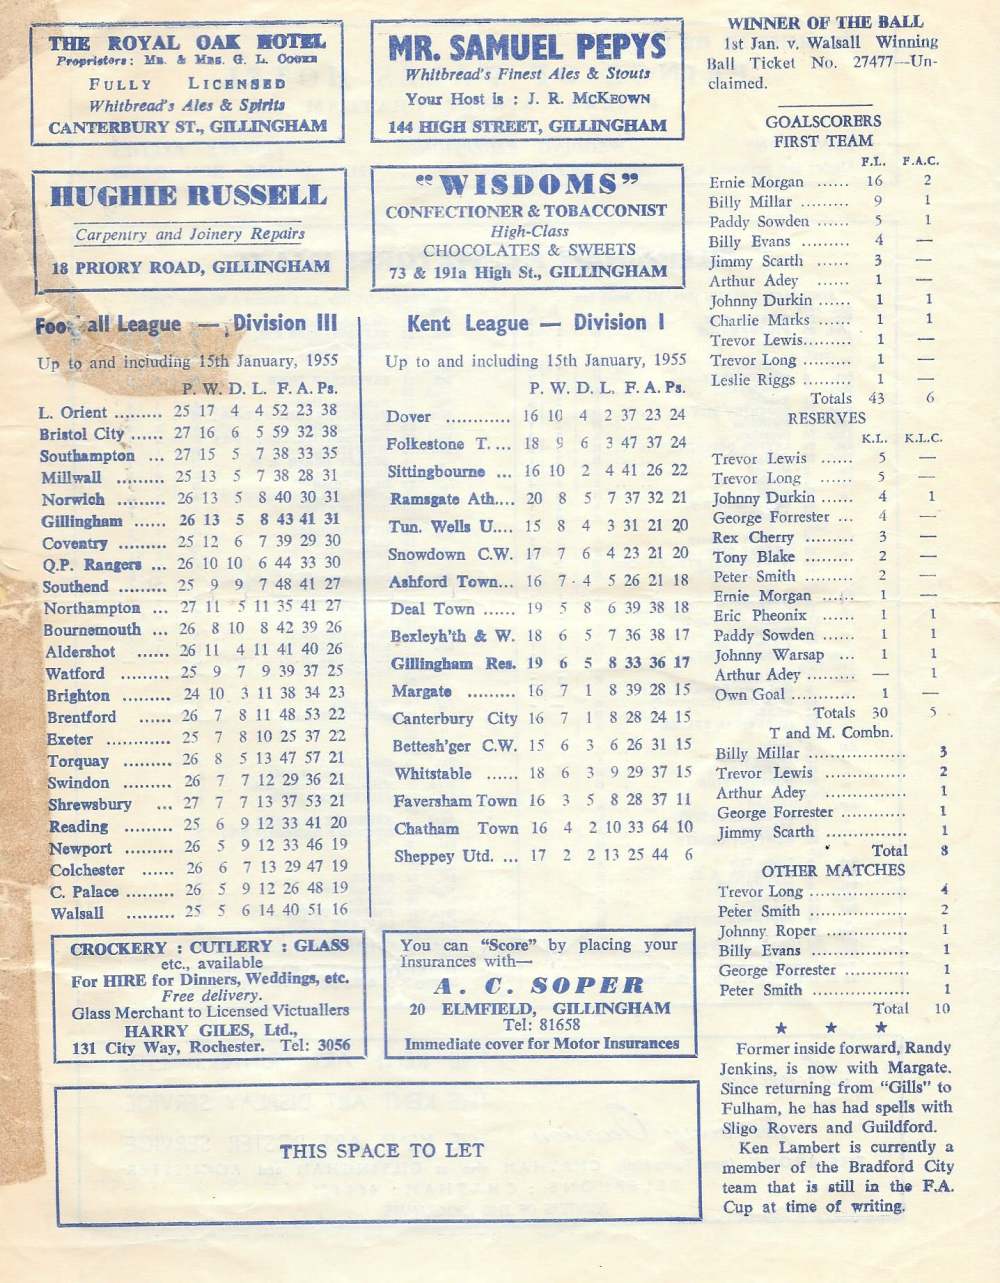 THE ROYAL OAK HOTEL
Proprietors: MR. & MRS. G. L. COOKER
FULLY LICENSED
Whitbread's Ales & Spirits
CANTERBURY ST., GILLINGHAM
MR. SAMUEL PEPYS
Whitbread's Finest Ales & Stouts
Your Host is : J. R. MCKEOWN
144 HIGH STREET, GILLINGHAM
HUGHIE RUSSELL
Carpentry and Joinery Repairs
18 PRIORY ROAD, GILLINGHAM
"WISDOMS"
CONFECTIONER & TOBACCONIST
High-Class
CHOCOLATES & SWEETS
73 & 191a High St., GILLINGHAM
Foo all League — Division III
Up to and including 15th January, 1955
P. W. D. L. F. A. Ps.
L. Orient ......... 25 17 4 4 52 23 38
Bristol City ...... 27 16 6 5 59 32 38
Southampton ... 27 15 5 7 38 33 35
Millwall ......... 25 13 5 7 38 28 31
Norwich ......... 26 13 5 8 40 30 31
Gillingham ...... 26 13 5 8 43 41 31
Coventry ......... 25 12 6 7 39 29 30
Q.P. Rangers ... 26 10 10 6 44 33 30
Southend ......... 25 9 9 7 48 41 27
Northampton ... 27 11 5 11 35 41 27
Bournemouth ... 26 8 10 8 42 39 26
Aldershot ...... 26 11 4 11 41 40 26
Watford ......... 25 9 7 9 39 37 25
Brighton ......... 24 10 3 11 38 34 23
Brentford ...... 26 7 8 11 48 53 22
Exeter ............ 25 7 8 10 25 37 22
Torquay ......... 26 8 5 13 47 57 21
Swindon ......... 26 7 7 12 29 36 21
Shrewsbury ... 27 7 7 13 37 53 21
Reading ......... 25 6 9 12 33 41 20
Newport ......... 26 5 9 12 33 46 19
Colchester ...... 26 6 7 13 29 47 19
C. Palace ......... 26 5 9 12 26 48 19
Walsall ......... 25 5 6 14 40 51 16
Kent League — Division I
Up to and including 15th January, 1955
P. W. D. L. F. A. Ps.
Dover ............ 16 10 4 2 37 23 24
Folkestone T. ... 18 9 6 3 47 37 24
Sittingbourne ... 16 10 2 4 41 26 22
Ramsgate Ath.... 20 8 5 7 37 32 21
Tun. Wells U.... 15 8 4 3 31 21 20
Snowdown C.W. 17 7 6 4 23 21 20
Ashford Town... 16 7 4 5 26 21 18
Deal Town ...... 19 5 8 6 39 38 18
Bexleyh'th & W. 18 6 5 7 36 38 17
Gillingham Res. 19 6 5 8 33 36 17
Margate ......... 16 7 1 8 39 28 15
Canterbury City 16 7 1 8 28 24 15
Bettesh'ger C.W. 15 6 3 6 26 31 15
Whitstable ...... 18 6 3 9 29 37 15
Faversham Town 16 3 5 8 28 37 11
Chatham Town 16 4 2 10 33 64 10
Sheppey Utd. ... 17 2 2 13 25 44 6
CROCKERY : CUTLERY : GLASS
etc., available
For HIRE for Dinners, Weddings, etc.
Free delivery.
Glass Merchant to Licensed Victuallers
HARRY GILES, Ltd.,
131 City Way, Rochester. Tel: 3056
You can "Score" by placing your
Insurances with—
A. C. SOPER
20 ELMFIELD, GILLINGHAM
Tel: 81658
Immediate cover for Motor Insurances
THIS SPACE TO LET
WINNER OF THE BALL
1st Jan. v. Walsall Winning
Ball Ticket No. 27477—Un-
claimed.
GOALSCORERS
FIRST TEAM
F.L. F.A.C.
Ernie Morgan ...... 16 2
Billy Millar ......... 9 1
Paddy Sowden ...... 5 1
Billy Evans ......... 4 —
Jimmy Scarth ...... 3 —
Arthur Adey ...... 1 —
Johnny Durkin ...... 1 1
Charlie Marks ...... 1 1
Trevor Lewis......... 1 —
Trevor Long ......... 1 —
Leslie Riggs ......... 1 —
Totals 43 6
RESERVES
K.L. K.L.C.
Trevor Lewis ...... 5 —
Trevor Long ...... 5 —
Johnny Durkin ...... 4 1
George Forrester ... 4 —
Rex Cherry ......... 3 —
Tony Blake ......... 2 —
Peter Smith ......... 2 —
Ernie Morgan ...... 1 —
Eric Pheonix ...... 1 1
Paddy Sowden ...... 1 1
Johnny Warsap ... 1 1
Arthur Adey ......... — 1
Own Goal ............ 1 —
Totals 30 5
T and M. Combn.
Billy Millar .................. 3
Trevor Lewis ............... 2
Arthur Adey ............... 1
George Forrester ............ 1
Jimmy Scarth ............... 1
Total 8
OTHER MATCHES
Trevor Long .................. 4
Peter Smith .................. 2
Johnny Roper ............... 1
Billy Evans .................. 1
George Forrester ............ 1
Peter Smith .................. 1
Total 10
★ ★ ★
Former inside forward, Randy
Jenkins, is now with Margate.
Since returning from "Gills" to
Fulham, he has had spells with
Sligo Rovers and Guildford.
Ken Lambert is currently a
member of the Bradford City
team that is still in the F.A.
Cup at time of writing.